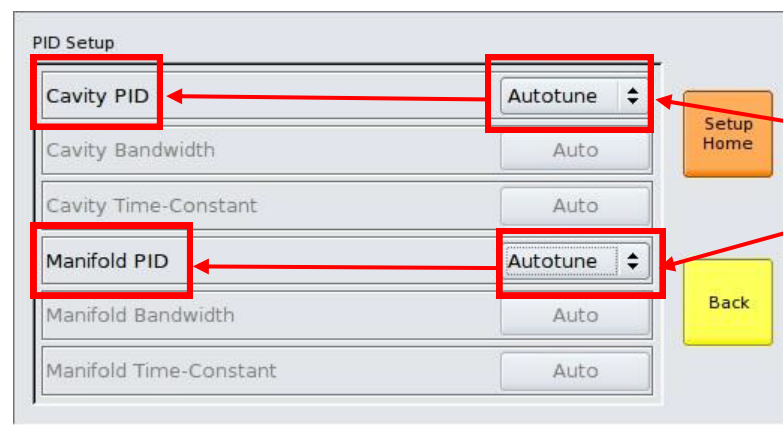 PID Setup
Cavity PID Autotune
Cavity Bandwidth Auto
Cavity Time-Constant Auto
Manifold PID Autotune
Manifold Bandwidth Auto
Manifold Time-Constant Auto
Setup
Home
Back